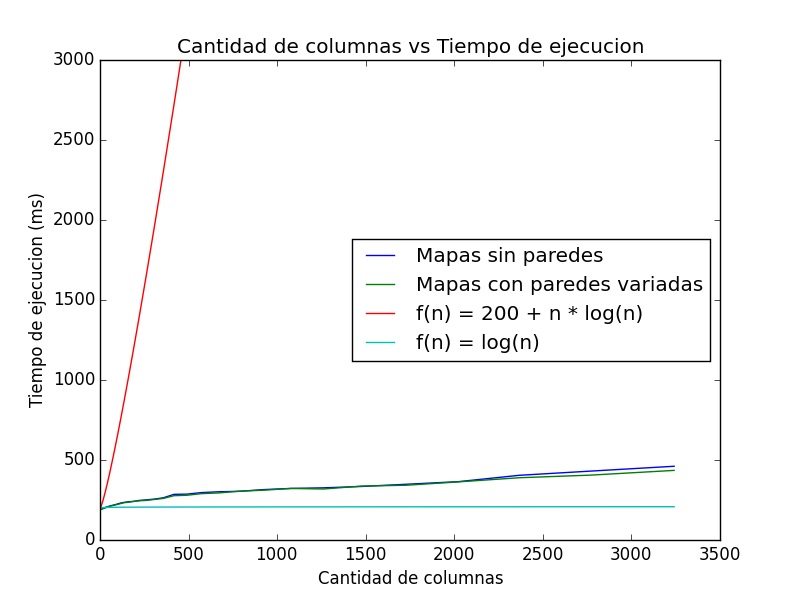 Cantidad de columnas vs Tiempo de ejecucion
3000
2500
2000
1500
1000
500
0
Tiempo de ejecucion (ms)
Mapas sin paredes
Mapas con paredes variadas
f(n) = 200 + n * log(n)
f(n) = log(n)
0 500 1000 1500 2000 2500 3000 3500
Cantidad de columnas